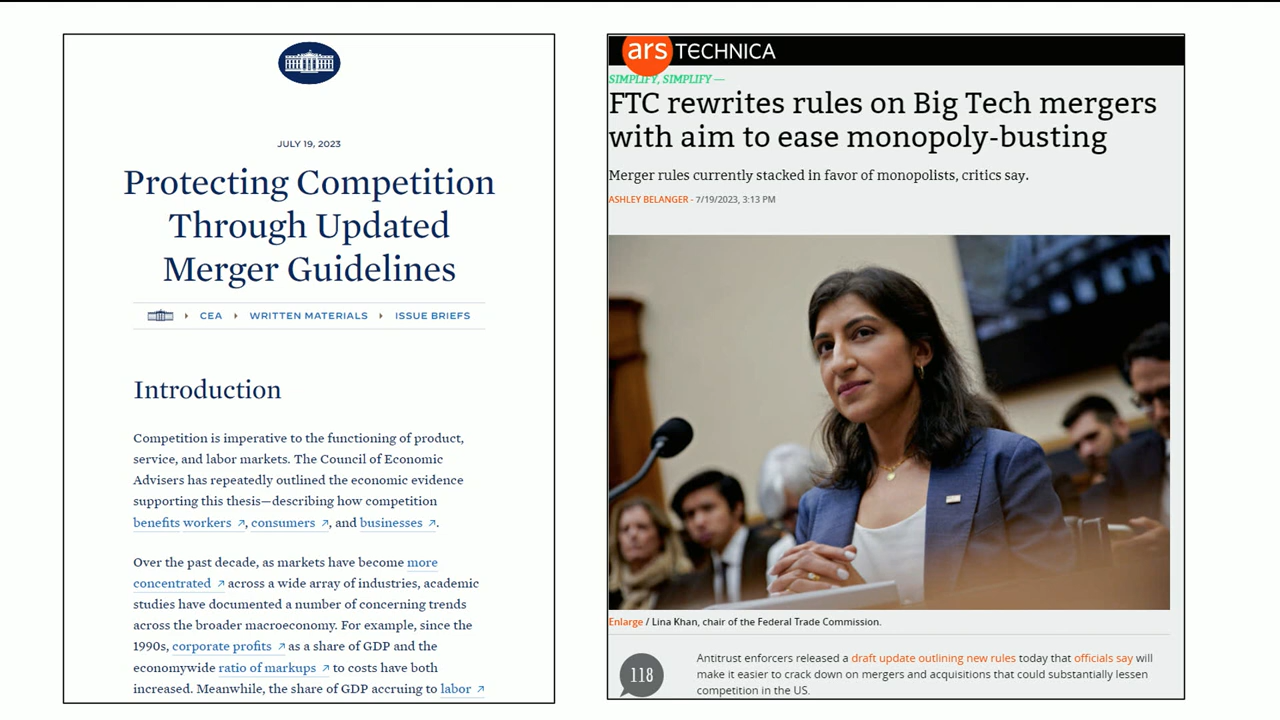 JULY 19, 2023
Protecting Competition
Through Updated
Merger Guidelines
CEA WRITTEN MATERIALS ISSUE BRIEFS
Introduction
Competition is imperative to the functioning of product,
service, and labor markets. The Council of Economic
Advisers has repeatedly outlined the economic evidence
supporting this thesis—describing how competition
benefits workers ↗, consumers ↗, and businesses ↗.
Over the past decade, as markets have become more
concentrated ↗ across a wide array of industries, academic
studies have documented a number of concerning trends
across the broader macroeconomy. For example, since the
1990s, corporate profits ↗ as a share of GDP and the
economywide ratio of markups ↗ to costs have both
increased. Meanwhile, the share of GDP accruing to labor ↗
ars TECHNICA
SIMPLIFY, SIMPLIFY —
FTC rewrites rules on Big Tech mergers
with aim to ease monopoly-busting
Merger rules currently stacked in favor of monopolists, critics say.
ASHLEY BELANGER - 7/19/2023, 3:13 PM
Enlarge / Lina Khan, chair of the Federal Trade Commission.
118
Antitrust enforcers released a draft update outlining new rules today that officials say will
make it easier to crack down on mergers and acquisitions that could substantially lessen
competition in the US.